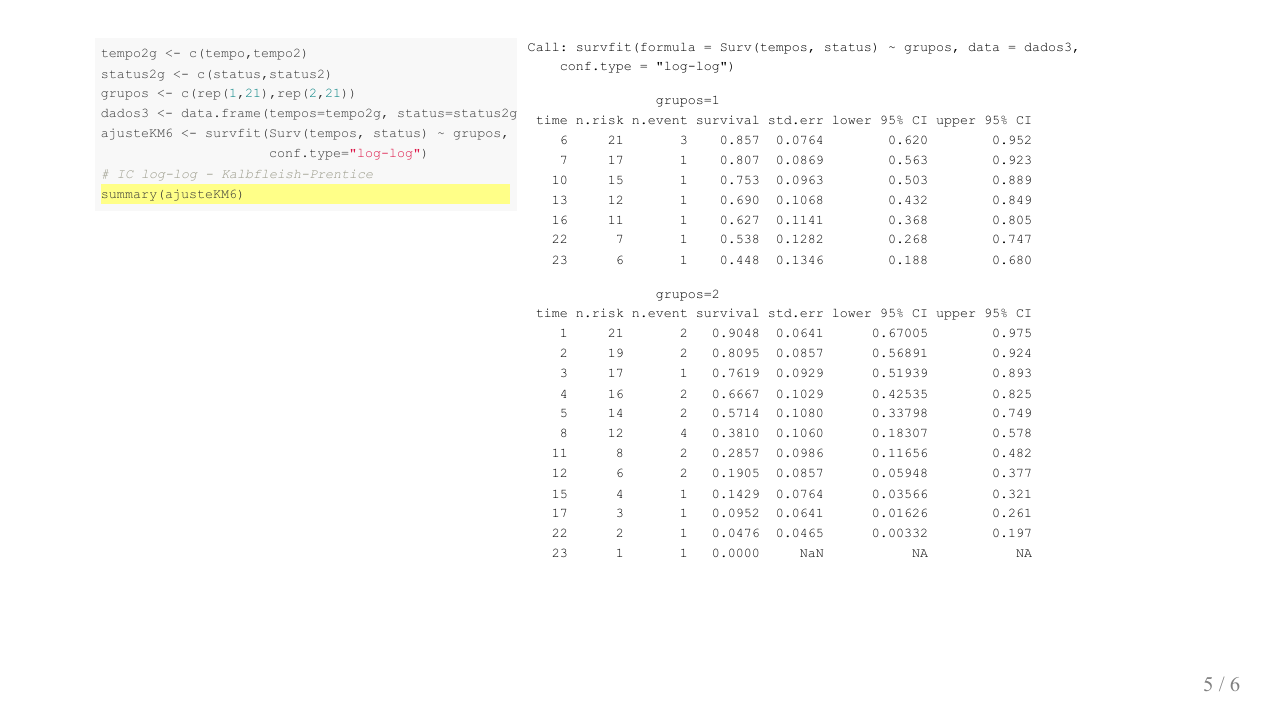 tempo2g <- c(tempo,tempo2)
status2g <- c(status,status2)
grupos <- c(rep(1,21),rep(2,21))
dados3 <- data.frame(tempos=tempo2g, status=status2g
ajusteKM6 <- survfit(Surv(tempos, status) ~ grupos,
conf.type="log-log")
# IC log-log - Kalbfleish-Prentice
summary(ajusteKM6)
Call: survfit(formula = Surv(tempos, status) ~ grupos, data = dados3,
conf.type = "log-log")
grupos=1
time n.risk n.event survival std.err lower 95% CI upper 95% CI
6 21 3 0.857 0.0764 0.620 0.952
7 17 1 0.807 0.0869 0.563 0.923
10 15 1 0.753 0.0963 0.503 0.889
13 12 1 0.690 0.1068 0.432 0.849
16 11 1 0.627 0.1141 0.368 0.805
22 7 1 0.538 0.1282 0.268 0.747
23 6 1 0.448 0.1346 0.188 0.680
grupos=2
time n.risk n.event survival std.err lower 95% CI upper 95% CI
1 21 2 0.9048 0.0641 0.67005 0.975
2 19 2 0.8095 0.0857 0.56891 0.924
3 17 1 0.7619 0.0929 0.51939 0.893
4 16 2 0.6667 0.1029 0.42535 0.825
5 14 2 0.5714 0.1080 0.33798 0.749
8 12 4 0.3810 0.1060 0.18307 0.578
11 8 2 0.2857 0.0986 0.11656 0.482
12 6 2 0.1905 0.0857 0.05948 0.377
15 4 1 0.1429 0.0764 0.03566 0.321
17 3 1 0.0952 0.0641 0.01626 0.261
22 2 1 0.0476 0.0465 0.00332 0.197
23 1 1 0.0000 NaN NA NA
5 / 6